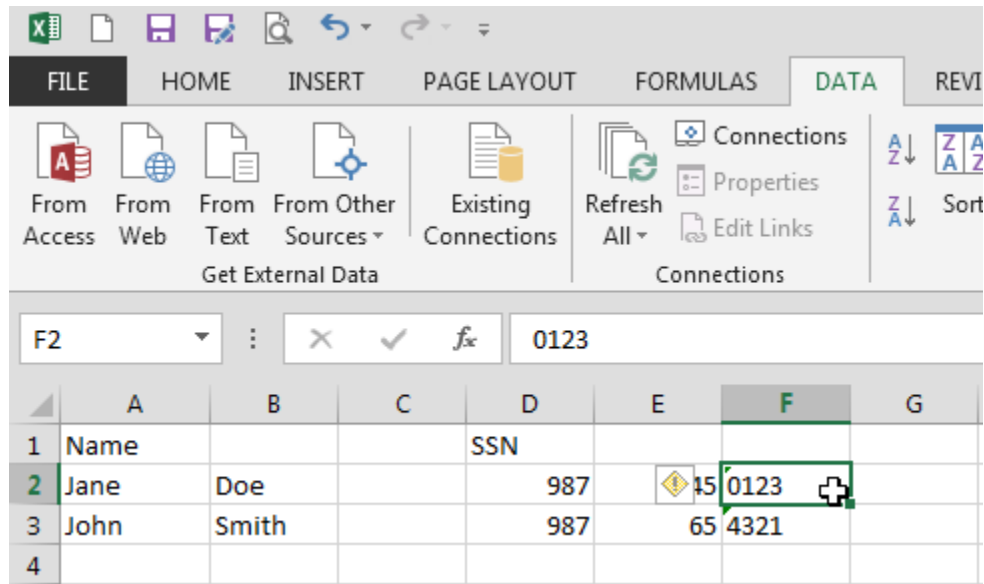 FILE HOME INSERT PAGE LAYOUT FORMULAS DATA REVI
Connections
From From From From Other Existing Refresh Properties Sort
Access Web Text Sources Connections All Edit Links
Get External Data Connections
F2 fx 0123
A B C D E F G
1 Name SSN
2 Jane Doe 987 45 0123
3 John Smith 987 65 4321
4